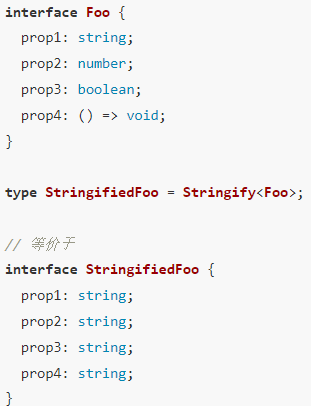 interface Foo {
  prop1: string;
  prop2: number;
  prop3: boolean;
  prop4: () => void;
}
type StringifiedFoo = Stringify<Foo>;
// 等价于
interface StringifiedFoo {
  prop1: string;
  prop2: string;
  prop3: string;
  prop4: string;
}